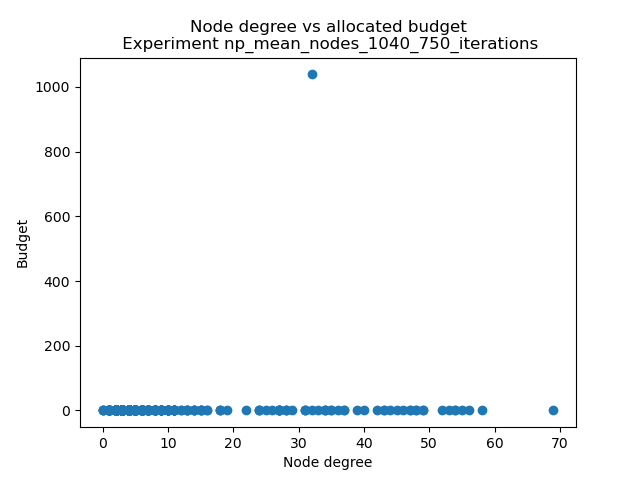 Node degree vs allocated budget
Experiment np_mean_nodes_1040_750_iterations
1000
800
600
400
200
0
Budget
0 10 20 30 40 50 60 70
Node degree